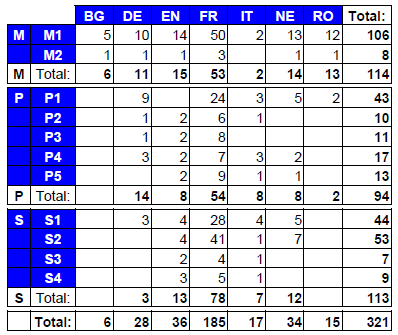 BG DE EN FR IT NE RO Total:
M M1 5 10 14 50 2 13 12 106
M2 1 1 1 3 1 1 8
M Total: 6 11 15 53 2 14 13 114
P P1 9 24 3 5 2 43
P2 1 2 6 1 10
P3 1 2 8 11
P4 3 2 7 3 2 17
P5 2 9 1 1 13
P Total: 14 8 54 8 8 2 94
S S1 3 4 28 4 5 44
S2 4 41 1 7 53
S3 2 4 1 7
S4 3 5 1 9
S Total: 3 13 78 7 12 113
Total: 6 28 36 185 17 34 15 321